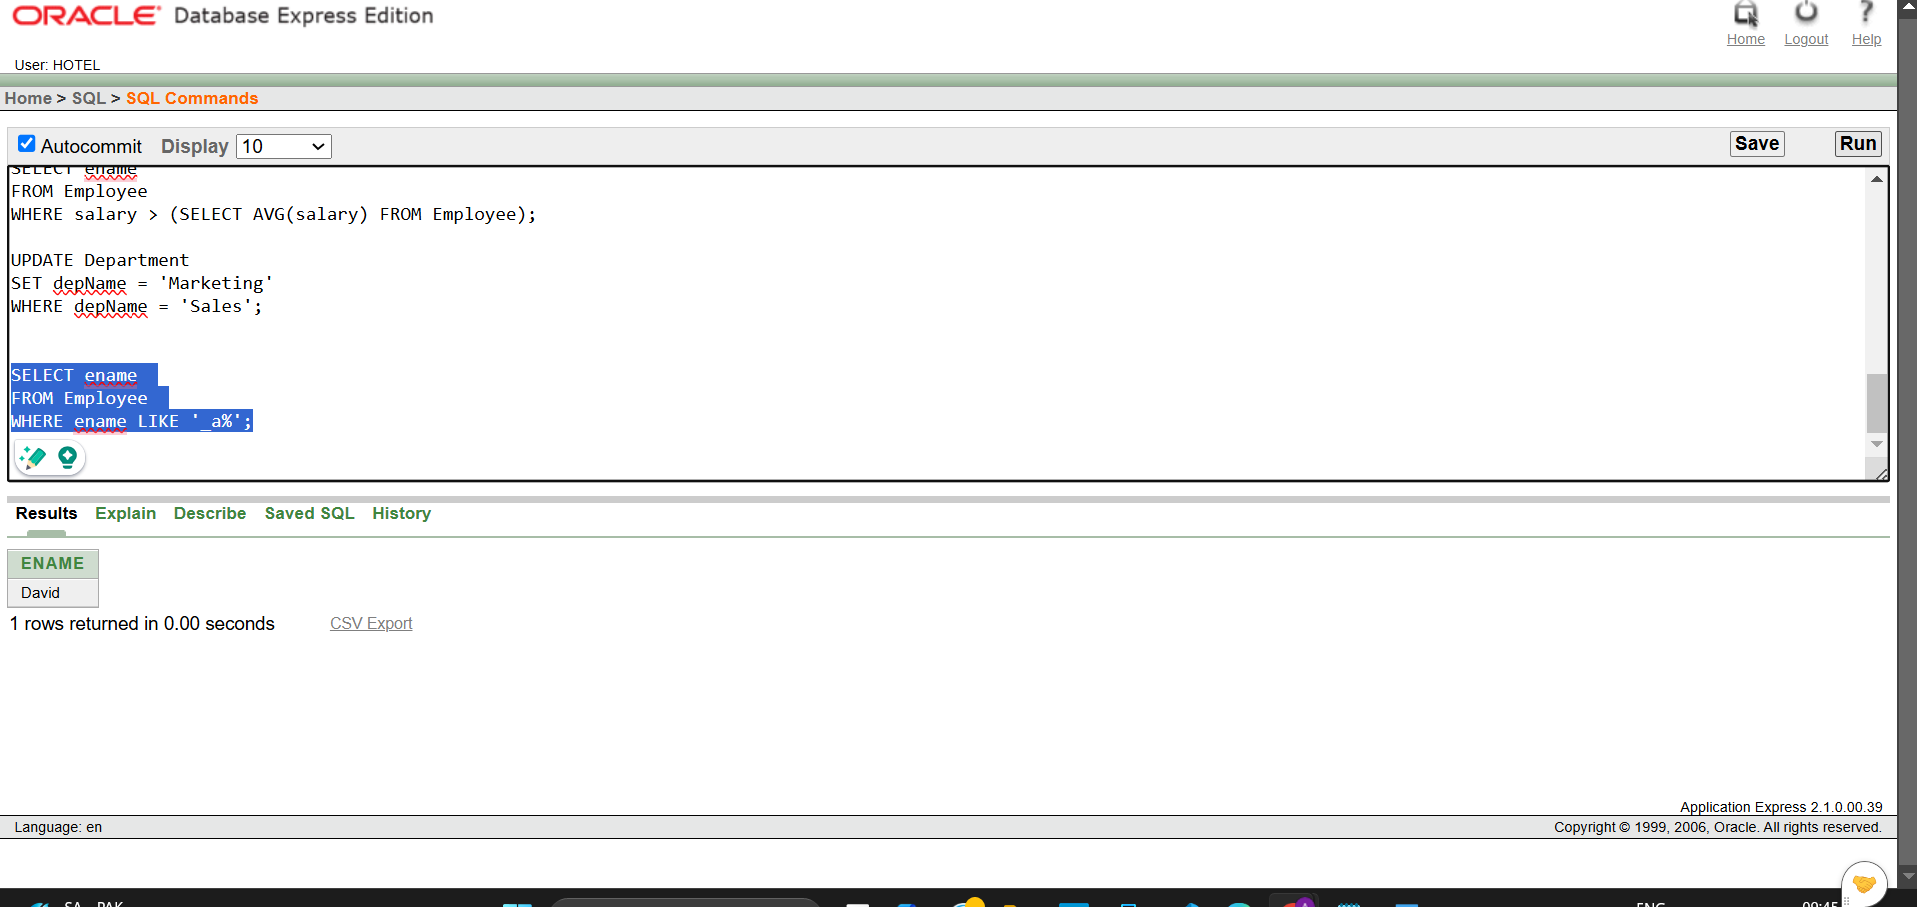 ORACLE® Database Express Edition
Home Logout Help
User: HOTEL
Home > SQL > SQL Commands
Autocommit Display 10 Save Run
SELECT ename
FROM Employee
WHERE salary > (SELECT AVG(salary) FROM Employee);
UPDATE Department
SET depName = 'Marketing'
WHERE depName = 'Sales';
SELECT ename
FROM Employee
WHERE ename LIKE '_a%';
Results Explain Describe Saved SQL History
ENAME
David
1 rows returned in 0.00 seconds CSV Export
Application Express 2.1.0.00.39
Language: en Copyright © 1999, 2006, Oracle. All rights reserved.